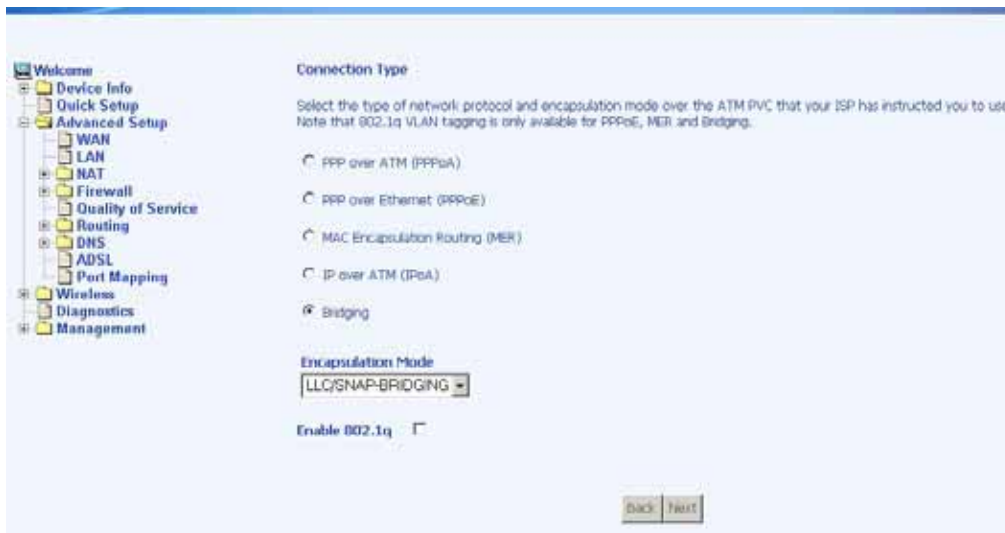 Welcome
Device Info
Quick Setup
Advanced Setup
WAN
LAN
NAT
Firewall
Quality of Service
Routing
DNS
ADSL
Port Mapping
Wireless
Diagnostics
Management
Connection Type
Select the type of network protocol and encapsulation mode over the ATM PVC that your ISP has instructed you to use
Note that 802.1q VLAN tagging is only available for PPPoE, MER and Bridging.
PPP over ATM (PPPoA)
PPP over Ethernet (PPPoE)
MAC Encapsulation Routing (MER)
IP over ATM (IPoA)
Bridging
Encapsulation Mode
LLC/SNAP-BRIDGING
Enable 802.1q
Back Next